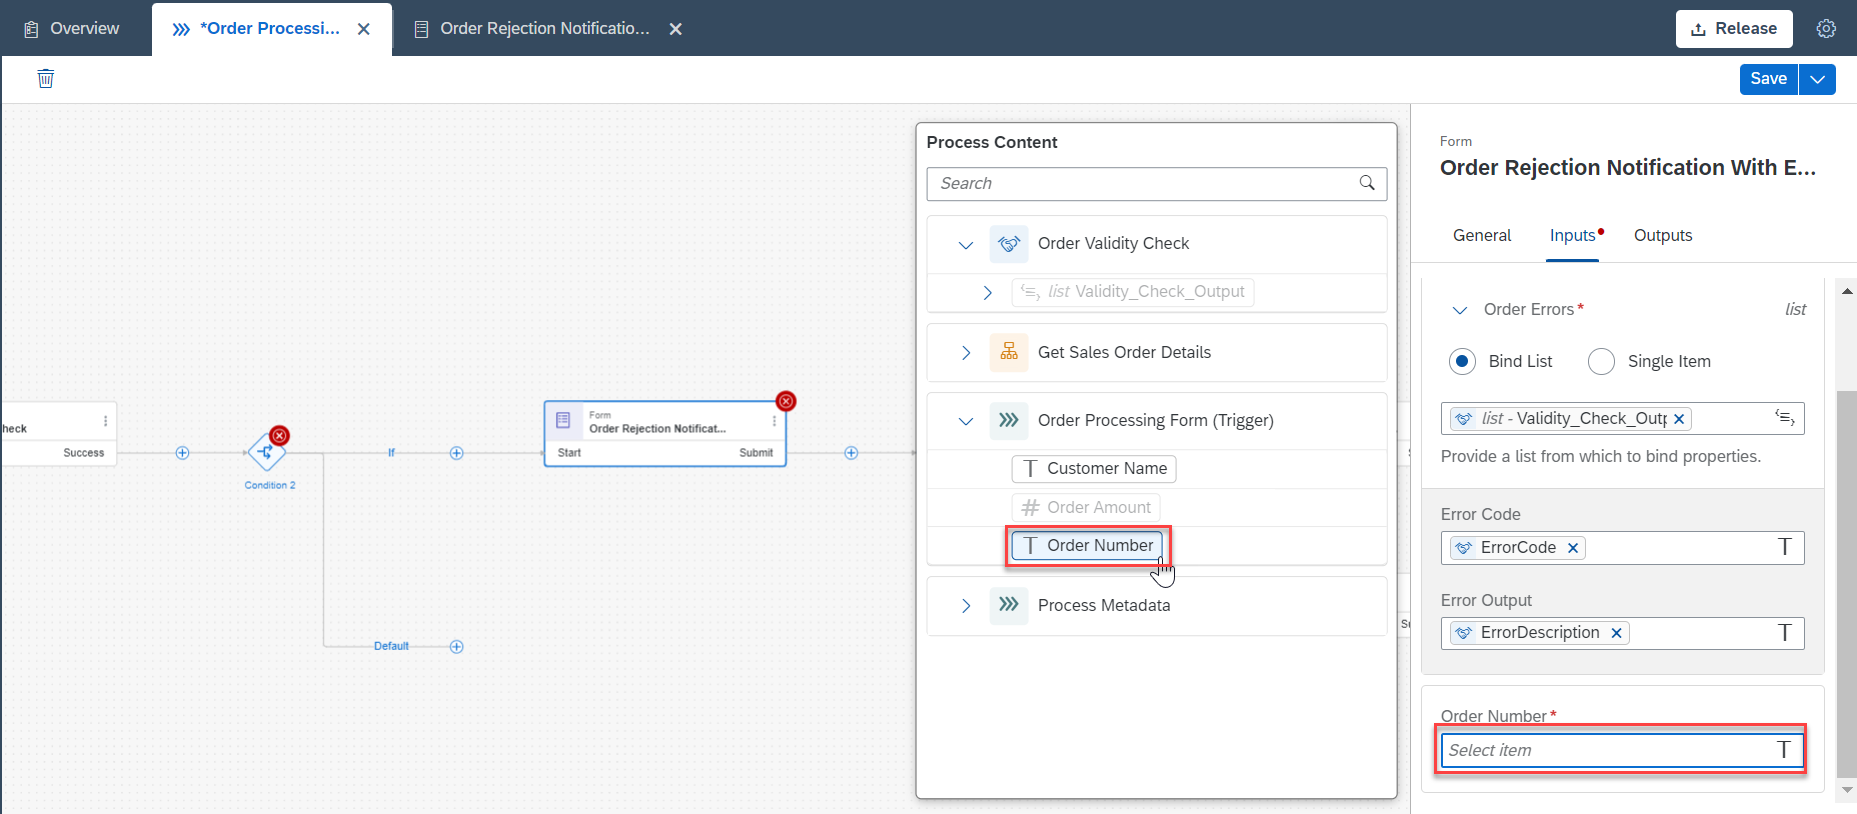 Overview
*Order Processi...
Order Rejection Notificatio...
Release
Save
heck
Success
Condition 2
If
Default
Form
Order Rejection Notificat...
Start
Submit
Process Content
Search
Order Validity Check
list Validity_Check_Output
Get Sales Order Details
Order Processing Form (Trigger)
T Customer Name
# Order Amount
T Order Number
Process Metadata
Form
Order Rejection Notification With E...
General
Inputs
Outputs
Order Errors*
list
Bind List
Single Item
list - Validity_Check_Outp
Provide a list from which to bind properties.
Error Code
ErrorCode
T
Error Output
ErrorDescription
T
Order Number*
Select item
T